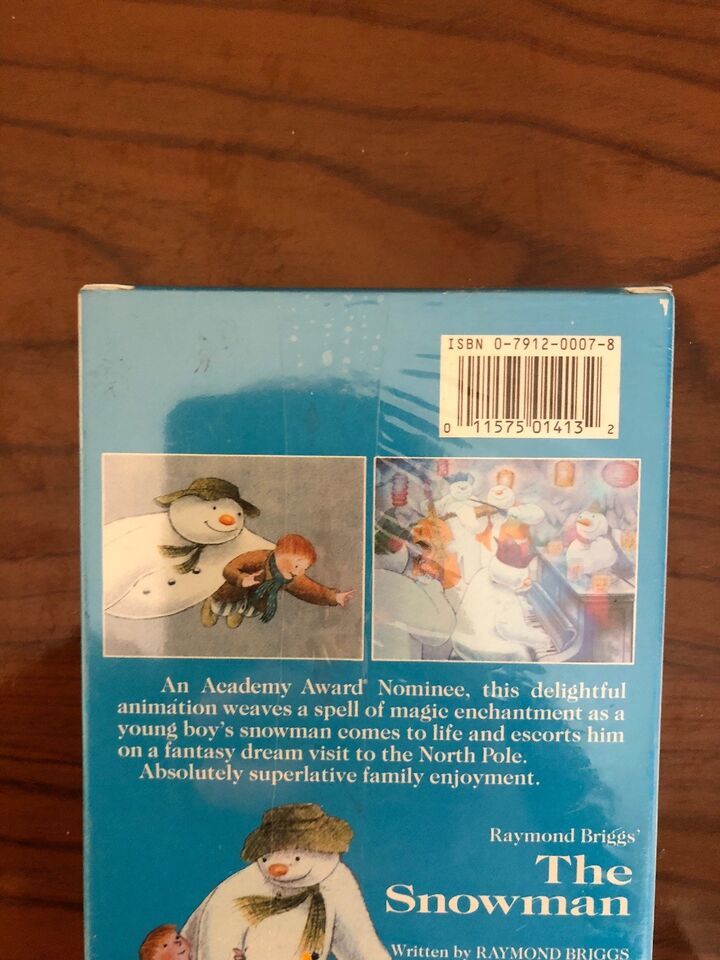 ISBN 0-7912-0007-8
0 11575 01413 2
An Academy Award® Nominee, this delightful
animation weaves a spell of magic enchantment as a
young boy's snowman comes to life and escorts him
on a fantasy dream visit to the North Pole.
Absolutely superlative family enjoyment.
Raymond Briggs'
The
Snowman
Written by RAYMOND BRIGGS